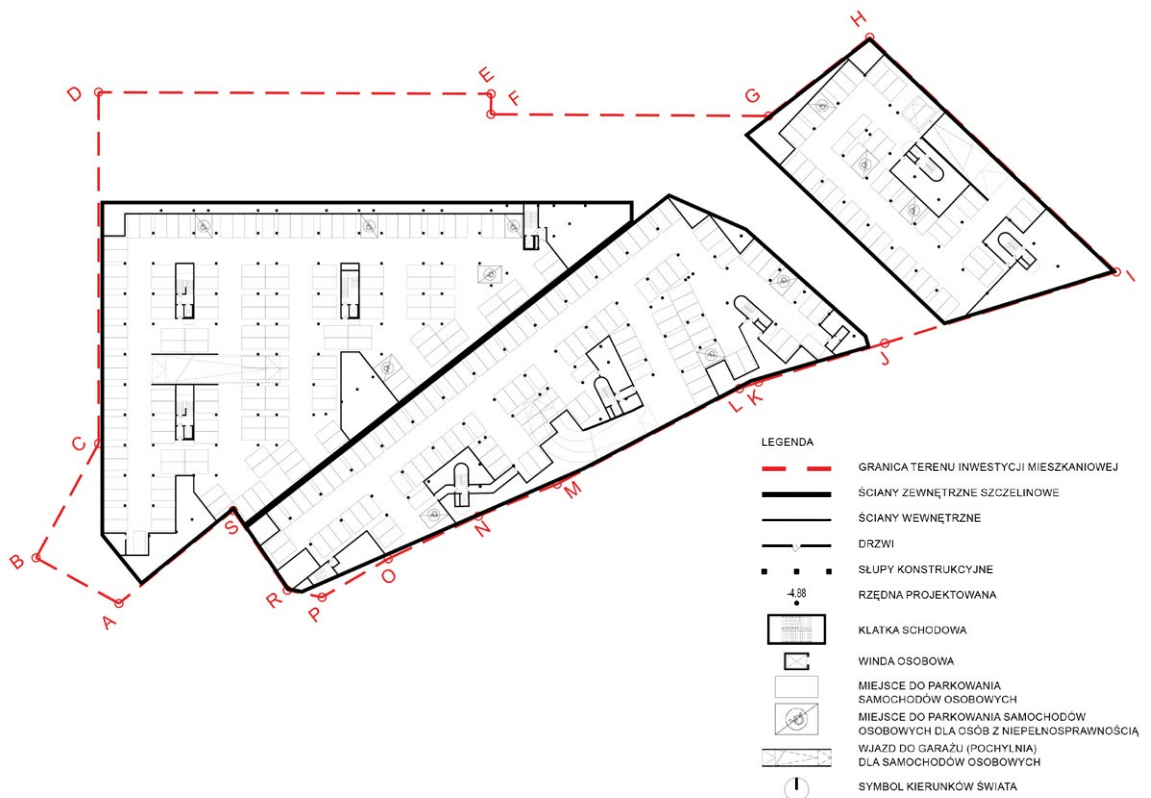 H
D
E
F
G
I
J
C
L
K
M
S
N
B
O
A
R
P
LEGENDA
GRANICA TERENU INWESTYCJI MIESZKANIOWEJ
ŚCIANY ZEWNĘTRZNE SZCZELINOWE
ŚCIANY WEWNĘTRZNE
DRZWI
SŁUPY KONSTRUKCYJNE
-4.88
RZĘDNA PROJEKTOWANA
KLATKA SCHODOWA
WINDA OSOBOWA
MIEJSCE DO PARKOWANIA
SAMOCHODÓW OSOBOWYCH
MIEJSCE DO PARKOWANIA SAMOCHODÓW
OSOBOWYCH DLA OSÓB Z NIEPEŁNOSPRAWNOŚCIĄ
WJAZD DO GARAŻU (POCHYLNIA)
DLA SAMOCHODÓW OSOBOWYCH
SYMBOL KIERUNKÓW ŚWIATA